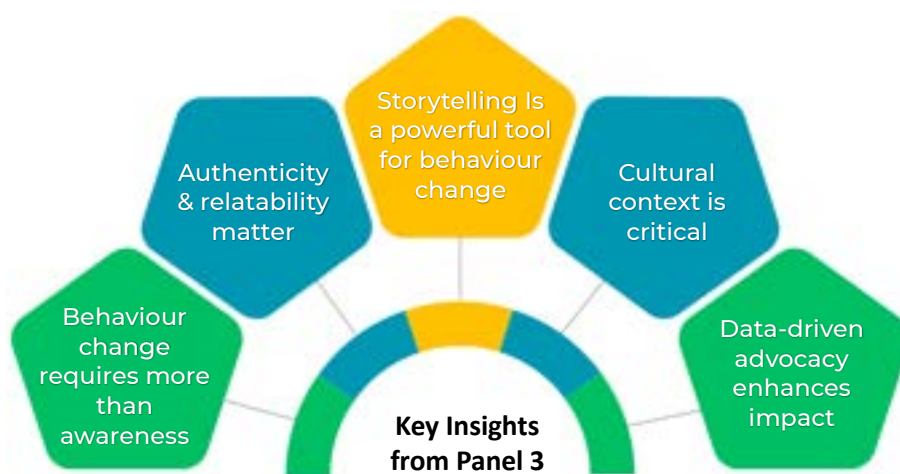 Behaviour
change
requires more
than
awareness
Authenticity
& relatability
matter
Storytelling Is
a powerful tool
for behaviour
change
Cultural
context is
critical
Data-driven
advocacy
enhances
impact
Key Insights
from Panel 3